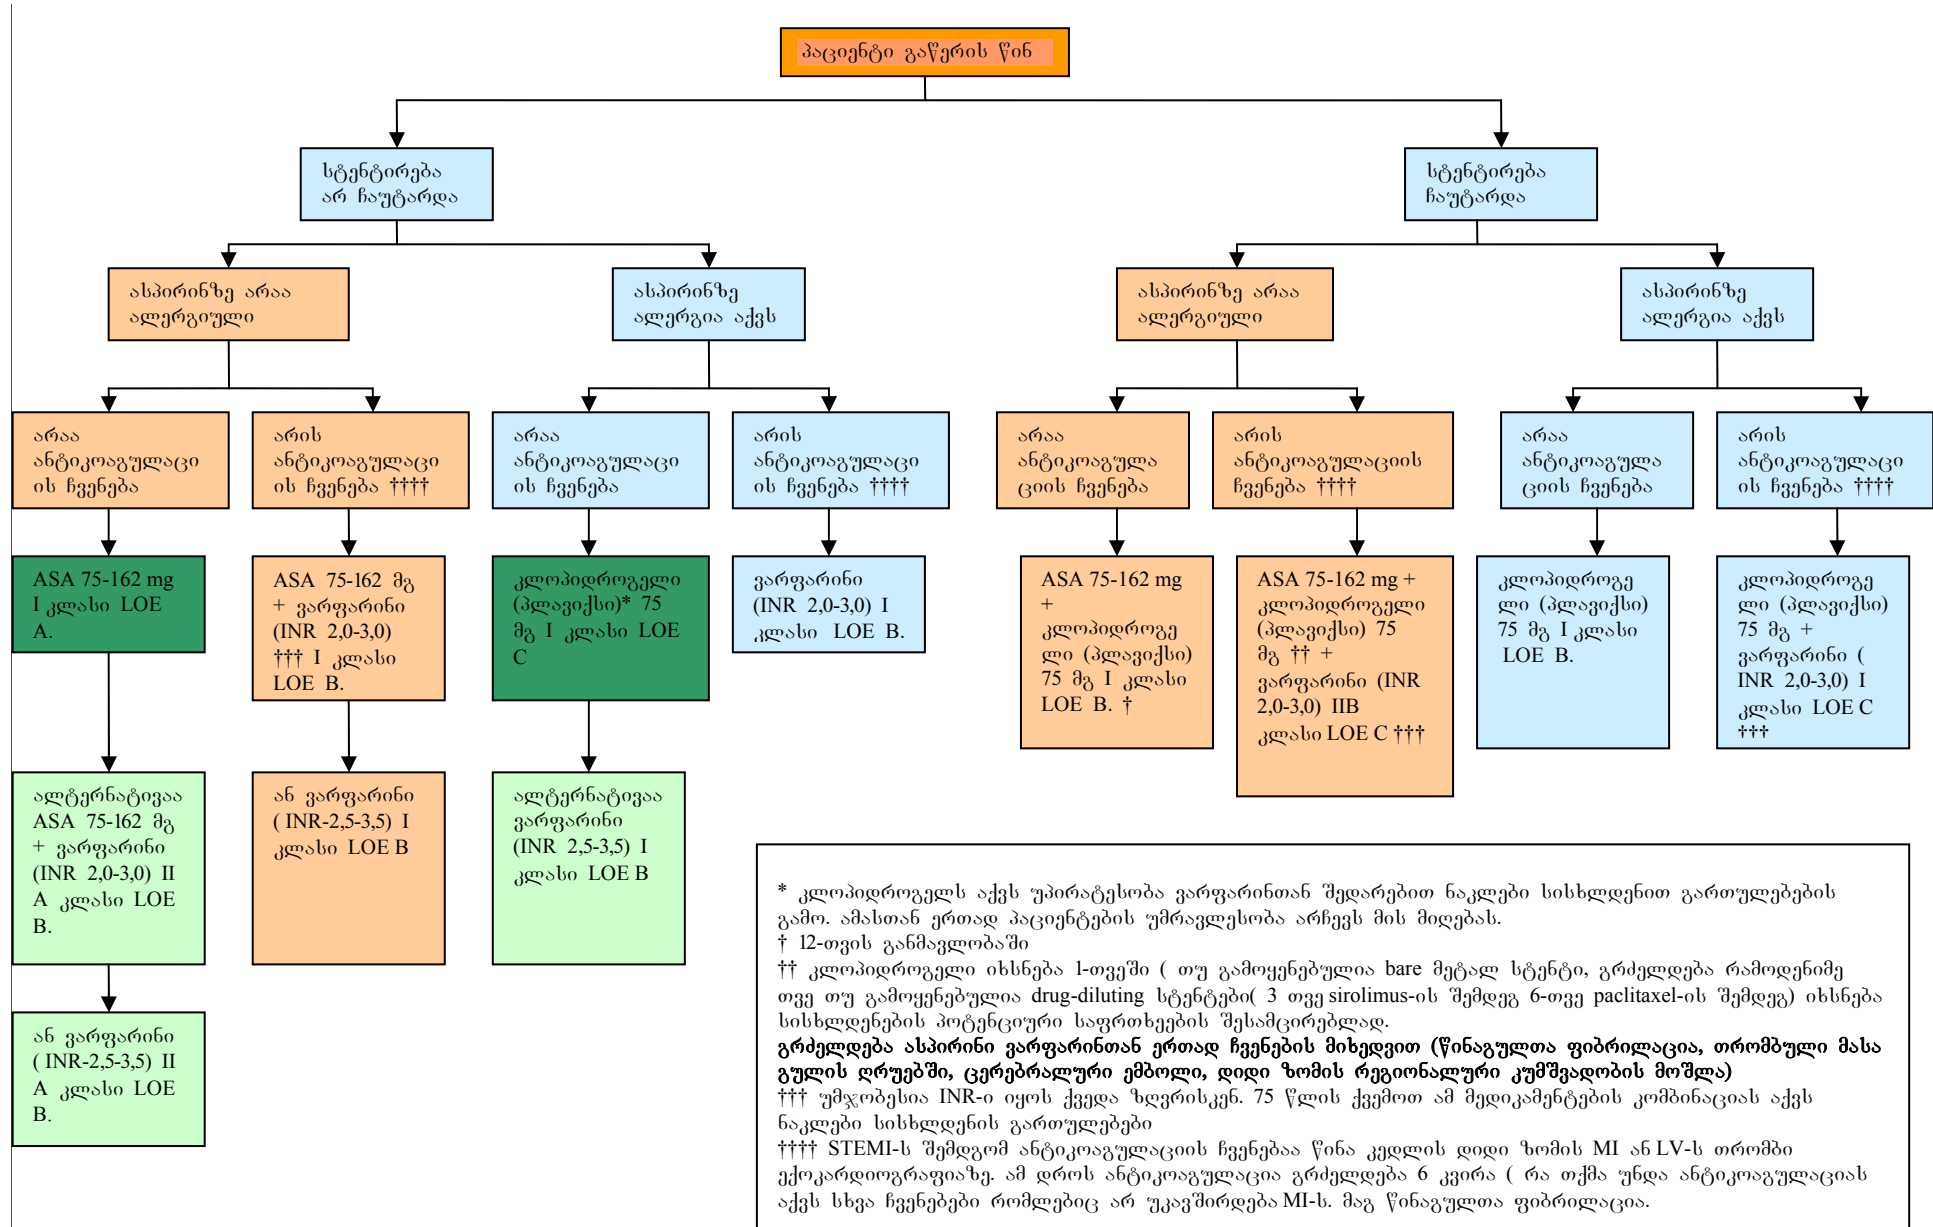 პაციენტი გაწერის წინ
სტენტირება
არ ჩაუტარდა
სტენტირება
ჩაუტარდა
ასპირინზე არაა
ალერგიული
ასპირინზე
ალერგია აქვს
ასპირინზე არაა
ალერგიული
ასპირინზე
ალერგია აქვს
არაა
ანტიკოაგულაცი
ის ჩვენება
არის
ანტიკოაგულაცი
ის ჩვენება ††††
არაა
ანტიკოაგულაცი
ის ჩვენება
არის
ანტიკოაგულაცი
ის ჩვენება ††††
არაა
ანტიკოაგულა
ციის ჩვენება
არის
ანტიკოაგულაციის
ჩვენება ††††
არაა
ანტიკოაგულა
ციის ჩვენება
არის
ანტიკოაგულაცი
ის ჩვენება ††††
ASA 75-162 mg
I კლასი LOE
A.
ASA 75-162 მგ
+ ვარფარინი
(INR 2,0-3,0)
††† I კლასი
LOE B.
კლოპიდროგელი
(პლავიქსი)* 75
მგ I კლასი LOE
C
ვარფარინი
(INR 2,0-3,0) I
კლასი LOE B.
ASA 75-162 mg
+
კლოპიდროგე
ლი (პლავიქსი)
75 მგ I კლასი
LOE B. †
ASA 75-162 mg +
კლოპიდროგელი
(პლავიქსი) 75
მგ †† +
ვარფარინი (INR
2,0-3,0) IIB
კლასი LOE C †††
კლოპიდროგე
ლი (პლავიქსი)
75 მგ I კლასი
LOE B.
კლოპიდროგე
ლი (პლავიქსი)
75 მგ +
ვარფარინი (
INR 2,0-3,0) I
კლასი LOE C
†††
ალტერნატივაა
ASA 75-162 მგ
+ ვარფარინი
(INR 2,0-3,0) II
A კლასი LOE
B.
ან ვარფარინი
( INR-2,5-3,5) I
კლასი LOE B
ალტერნატივაა
ვარფარინი
(INR 2,5-3,5) I
კლასი LOE B
ან ვარფარინი
( INR-2,5-3,5) II
A კლასი LOE
B.
* კლოპიდროგელს აქვს უპირატესობა ვარფარინთან შედარებით ნაკლები სისხლდენით გართულებების
გამო. ამასთან ერთად პაციენტების უმრავლესობა არჩევს მის მიღებას.
† 12-თვის განმავლობაში
†† კლოპიდროგელი იხსნება 1-თვეში ( თუ გამოყენებულია bare მეტალ სტენტი, გრძელდება რამოდენიმე
თვე თუ გამოყენებულია drug-diluting სტენტები( 3 თვე sirolimus-ის შემდეგ 6-თვე paclitaxel-ის შემდეგ) იხსნება
სისხლდენების პოტენციური საფრთხეების შესამცირებლად.
გრძელდება ასპირინი ვარფარინთან ერთად ჩვენების მიხედვით (წინაგულთა ფიბრილაცია, თრომბული მასა
გულის ღრუებში, ცერებრალური ემბოლი, დიდი ზომის რეგიონალური კუმშვადობის მოშლა)
††† უმჯობესია INR-ი იყოს ქვედა ზღვრისკენ. 75 წლის ქვემოთ ამ მედიკამენტების კომბინაციას აქვს
ნაკლები სისხლდენის გართულებები
†††† STEMI-ს შემდგომ ანტიკოაგულაციის ჩვენებაა წინა კედლის დიდი ზომის MI ან LV-ს თრომბი
ექოკარდიოგრაფიაზე. ამ დროს ანტიკოაგულაცია გრძელდება 6 კვირა ( რა თქმა უნდა ანტიკოაგულაციას
აქვს სხვა ჩვენებები რომლებიც არ უკავშირდება MI-ს. მაგ წინაგულთა ფიბრილაცია.